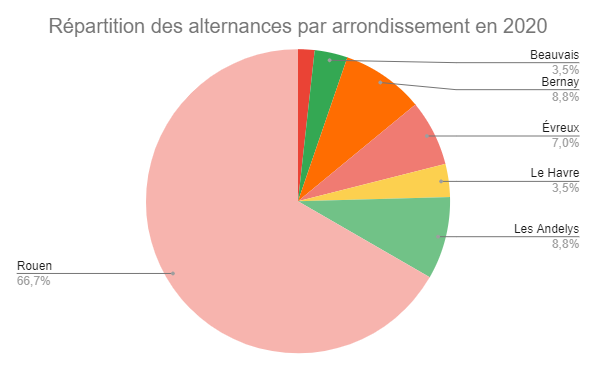 Répartition des alternances par arrondissement en 2020
Beauvais
3,5%
Bernay
8,8%
Évreux
7,0%
Le Havre
3,5%
Les Andelys
8,8%
Rouen
66,7%